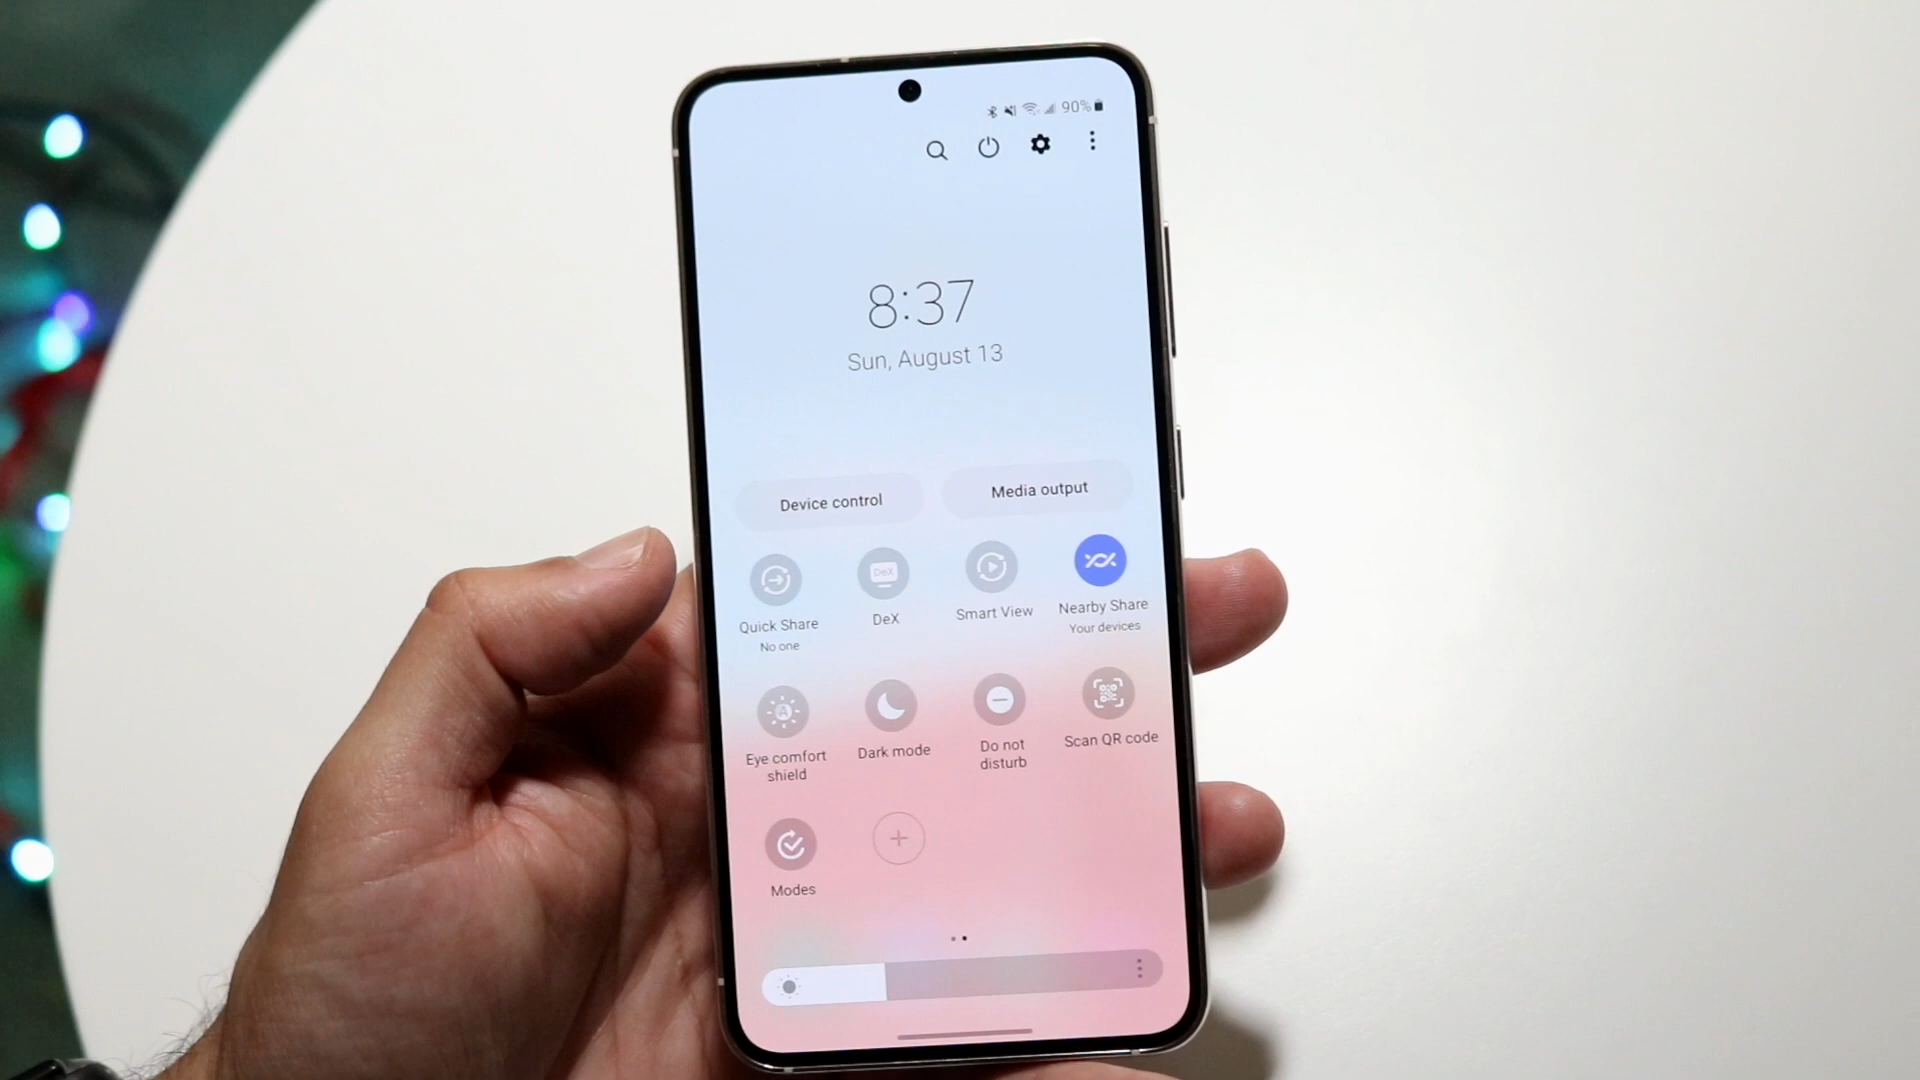 90%
8:37
Sun, August 13
Device control
Media output
Quick Share
No one
DeX
DeX
Smart View
Nearby Share
Your devices
Eye comfort
shield
A
Dark mode
Do not
disturb
Scan QR code
Modes